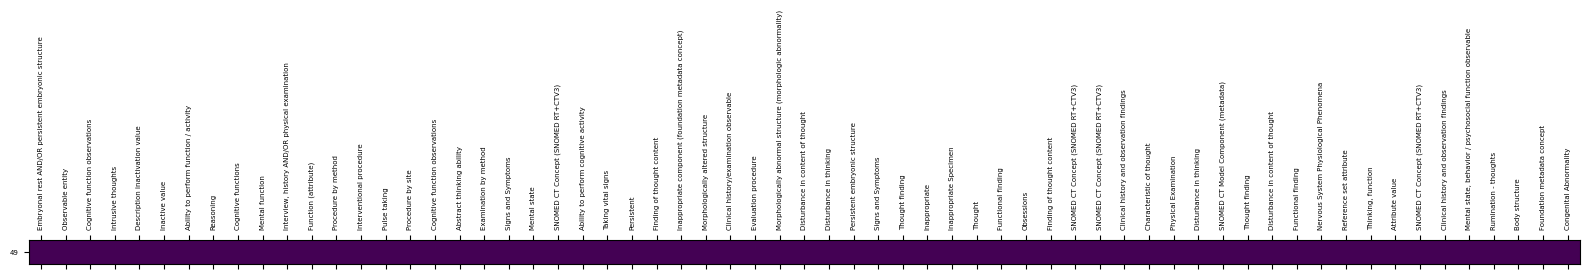 Embryonal rest AND/OR persistent embryonic structure
Observable entity
Cognitive function observations
Intrusive thoughts
Description inactivation value
Inactive value
Ability to perform function / activity
Reasoning
Cognitive functions
Mental function
Interview, history AND/OR physical examination
Function (attribute)
Procedure by method
Interventional procedure
Pulse taking
Procedure by site
Cognitive function observations
Abstract thinking ability
Examination by method
Signs and Symptoms
Mental state
SNOMED CT Concept (SNOMED RT+CTV3)
Ability to perform cognitive activity
Taking vital signs
Persistent
Finding of thought content
Inappropriate component (foundation metadata concept)
Morphologically altered structure
Clinical history/examination observable
Evaluation procedure
Morphologically abnormal structure (morphologic abnormality)
Disturbance in content of thought
Disturbance in thinking
Persistent embryonic structure
Signs and Symptoms
Thought finding
Inappropriate
Inappropriate Specimen
Thought
Functional finding
Obsessions
Finding of thought content
SNOMED CT Concept (SNOMED RT+CTV3)
SNOMED CT Concept (SNOMED RT+CTV3)
Clinical history and observation findings
Characteristic of thought
Physical Examination
Disturbance in thinking
SNOMED CT Model Component (metadata)
Thought finding
Disturbance in content of thought
Functional finding
Nervous System Physiological Phenomena
Reference set attribute
Thinking, function
Attribute value
SNOMED CT Concept (SNOMED RT+CTV3)
Clinical history and observation findings
Mental state, behavior / psychosocial function observable
Rumination - thoughts
Body structure
Foundation metadata concept
Congenital Abnormality
49